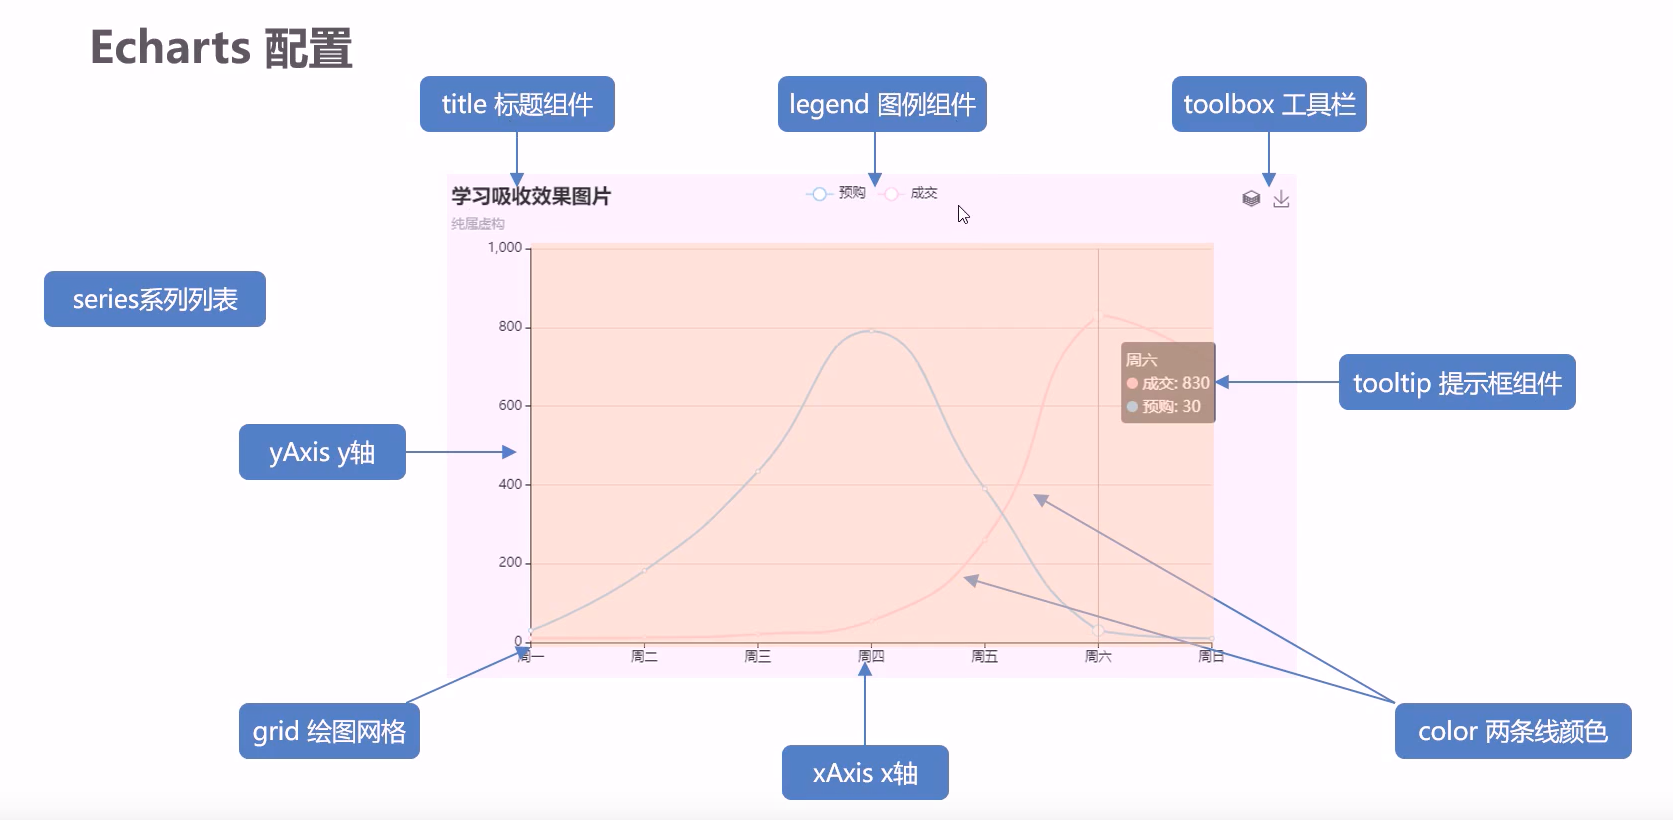 Echarts 配置
title 标题组件
legend 图例组件
toolbox 工具栏
学习吸收效果图片
预购
成交
纯属虚构
1,000
series系列列表
800
周六
成交: 830
预购: 30
tooltip 提示框组件
600
yAxis y轴
400
200
0
周一
周二
周三
周四
周五
周六
周日
grid 绘图网格
color 两条线颜色
xAxis x轴